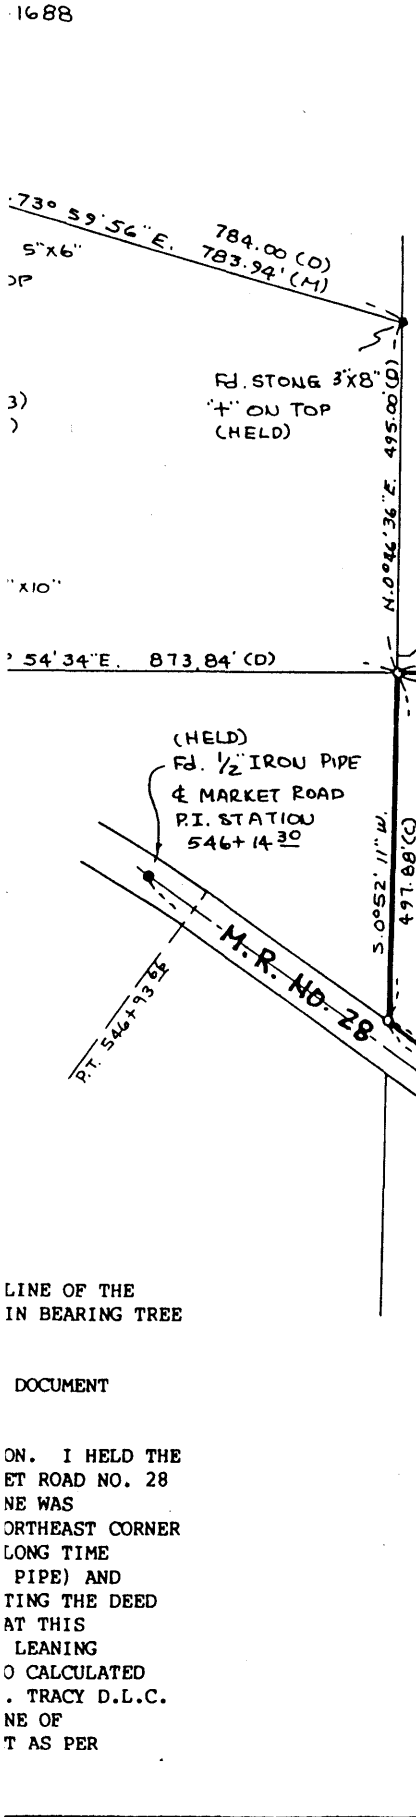 1688
73° 59' 56" E.
784.00 (D)
783.94' (M)
5"x6"
OP
Fd. STONE 3"x8"
"+" ON TOP
(HELD)
3)
)
N. 0° 46' 36" E. 495.00' (D)
"x10"
° 54' 34" E. 873.84' (D)
(HELD)
Fd. 1/2" IRON PIPE
℄ MARKET ROAD
P.I. STATION
546+14 30
S. 0° 52' 11" W.
497.88' (C)
M. R. NO. 28
P.T. 546+93 66
LINE OF THE
IN BEARING TREE
DOCUMENT
ON. I HELD THE
ET ROAD NO. 28
NE WAS
ORTHEAST CORNER
LONG TIME
PIPE) AND
TING THE DEED
AT THIS
LEANING
O CALCULATED
. TRACY D.L.C.
NE OF
T AS PER